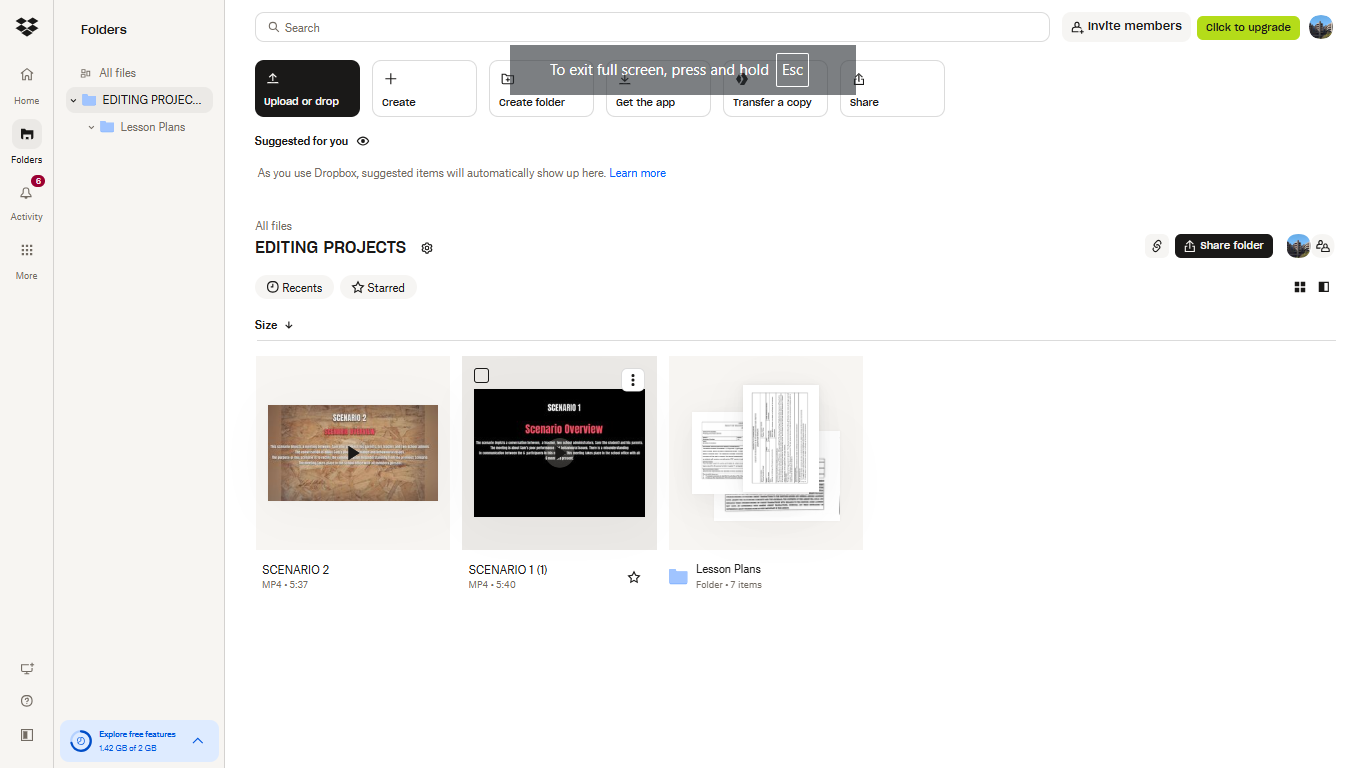 Folders
Search
Invite members
Click to upgrade
To exit full screen, press and hold Esc
Upload or drop
Create
Create folder
Get the app
Transfer a copy
Share
Home
Folders
6
Activity
More
All files
EDITING PROJEC...
Lesson Plans
Suggested for you
As you use Dropbox, suggested items will automatically show up here. Learn more
All files
EDITING PROJECTS
Share folder
Recents
Starred
Size
SCENARIO 2
SCENARIO 1
Scenario Overview
SCENARIO 2
MP4 • 5:37
SCENARIO 1 (1)
MP4 • 5:40
Lesson Plans
Folder • 7 items
Explore free features
1.42 GB of 2 GB